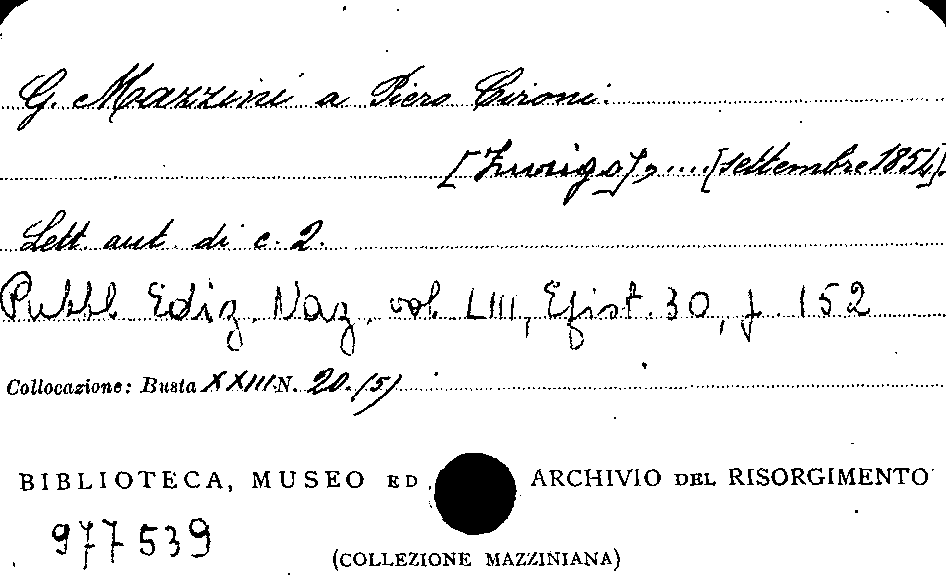 G. Mazzini a Piero Cironi.
[Zurigo], .... [settembre 1854].
Lett. aut. di c. 2.
Pubbl. Ediz. Naz. vol. LIII, Epist. 30, p. 152
Collocazione: Busta XXIII N. 20. (5)
BIBLIOTECA, MUSEO ED ARCHIVIO DEL RISORGIMENTO
977539
(COLLEZIONE MAZZINIANA)